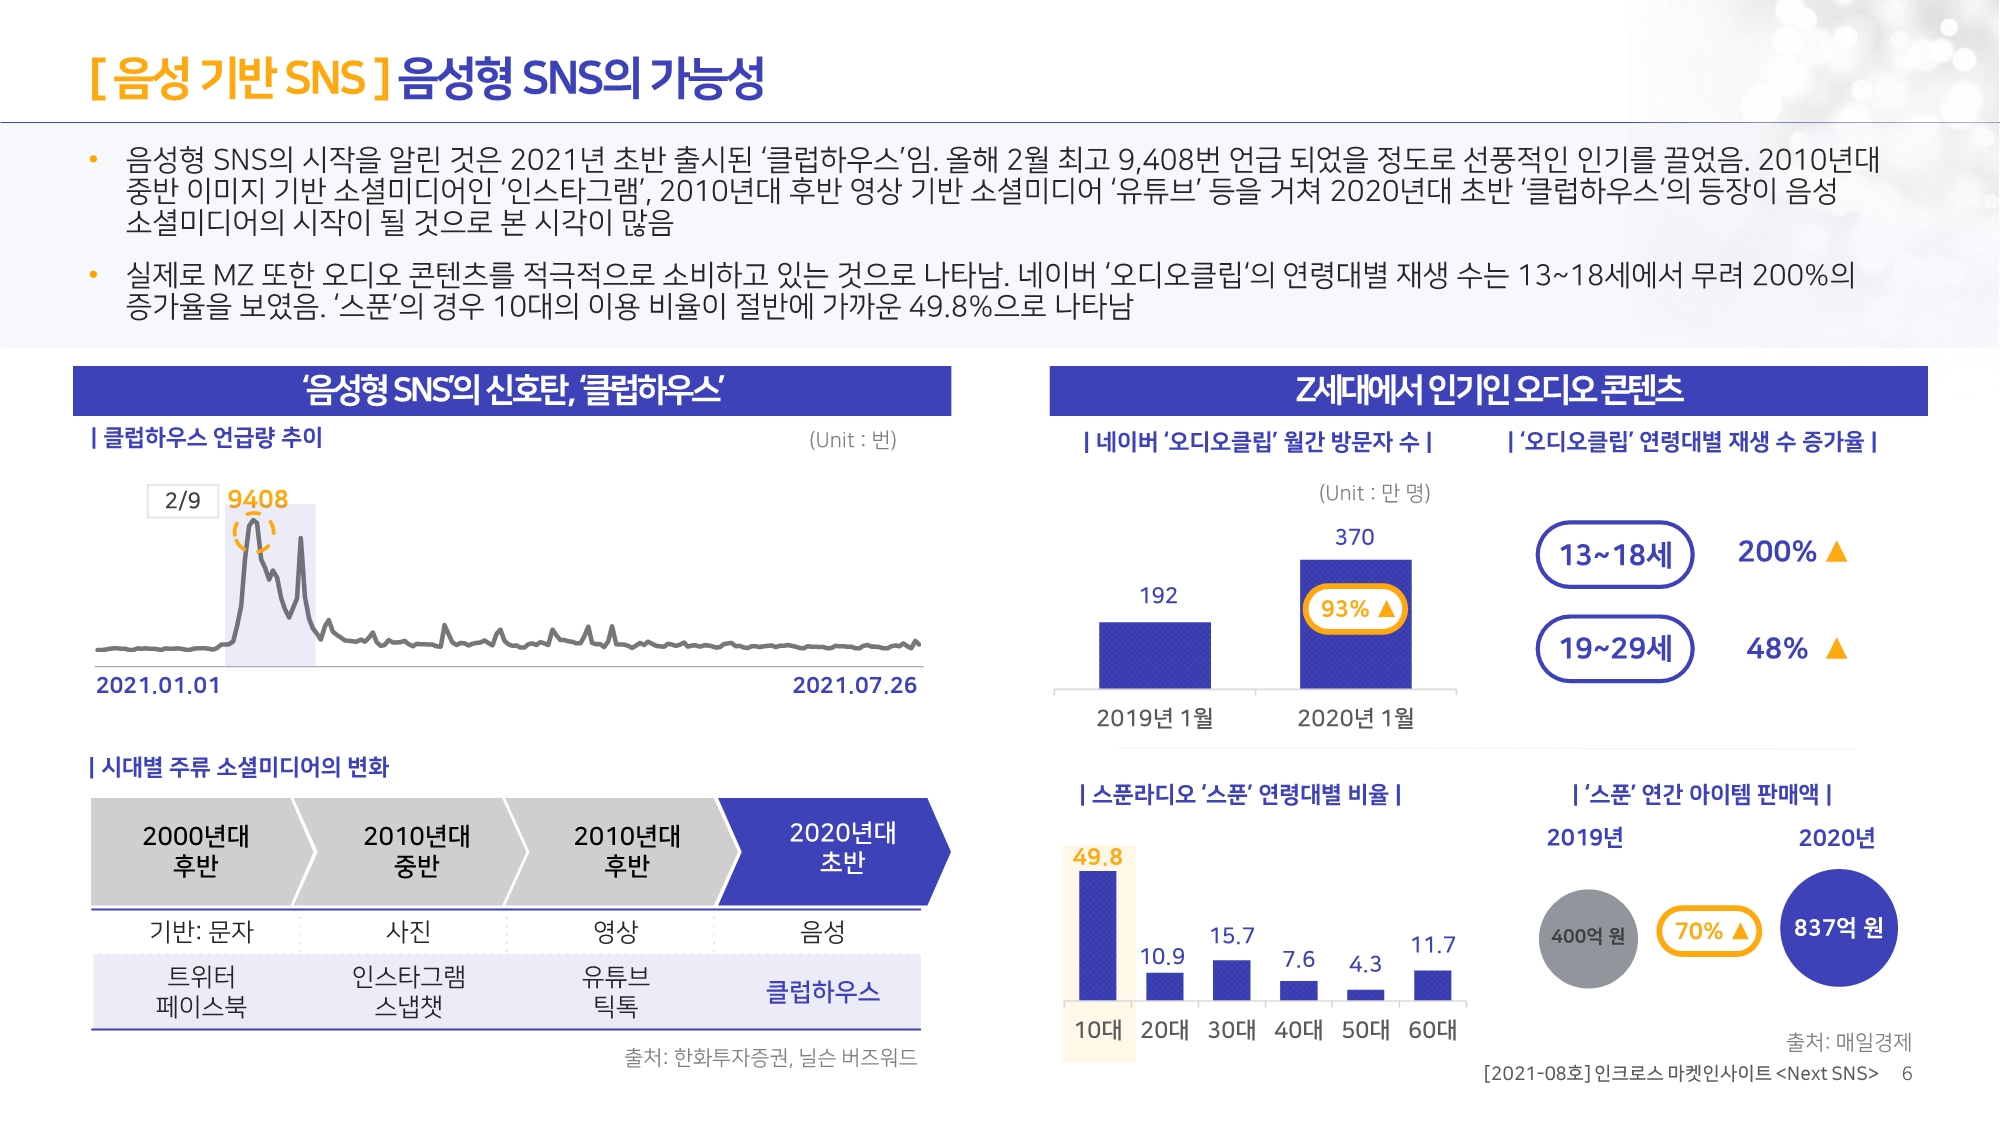 [ 음성 기반 SNS ] 음성형 SNS의 가능성
• 음성형 SNS의 시작을 알린 것은 2021년 초반 출시된 ‘클럽하우스’임. 올해 2월 최고 9,408번 언급 되었을 정도로 선풍적인 인기를 끌었음. 2010년대
중반 이미지 기반 소셜미디어인 ‘인스타그램’, 2010년대 후반 영상 기반 소셜미디어 ‘유튜브’ 등을 거쳐 2020년대 초반 ‘클럽하우스‘의 등장이 음성
소셜미디어의 시작이 될 것으로 본 시각이 많음
• 실제로 MZ 또한 오디오 콘텐츠를 적극적으로 소비하고 있는 것으로 나타남. 네이버 ‘오디오클립‘의 연령대별 재생 수는 13~18세에서 무려 200%의
증가율을 보였음. ‘스푼’의 경우 10대의 이용 비율이 절반에 가까운 49.8%으로 나타남
‘음성형 SNS’의 신호탄, ‘클럽하우스’
| 클럽하우스 언급량 추이
(Unit : 번)
2/9
9408
2021.01.01
2021.07.26
| 시대별 주류 소셜미디어의 변화
2000년대
후반
2010년대
중반
2010년대
후반
2020년대
초반
기반: 문자
사진
영상
음성
트위터
페이스북
인스타그램
스냅챗
유튜브
틱톡
클럽하우스
출처: 한화투자증권, 닐슨 버즈워드
Z세대에서 인기인 오디오 콘텐츠
| 네이버 ‘오디오클립’ 월간 방문자 수 |
(Unit : 만 명)
192
370
93% ▲
2019년 1월
2020년 1월
| ‘오디오클립’ 연령대별 재생 수 증가율 |
13~18세
200% ▲
19~29세
48% ▲
| 스푼라디오 ‘스푼’ 연령대별 비율 |
49.8
10.9
15.7
7.6
4.3
11.7
10대
20대
30대
40대
50대
60대
| ‘스푼’ 연간 아이템 판매액 |
2019년
2020년
400억 원
70% ▲
837억 원
출처: 매일경제
[2021-08호] 인크로스 마켓인사이트 <Next SNS>
6